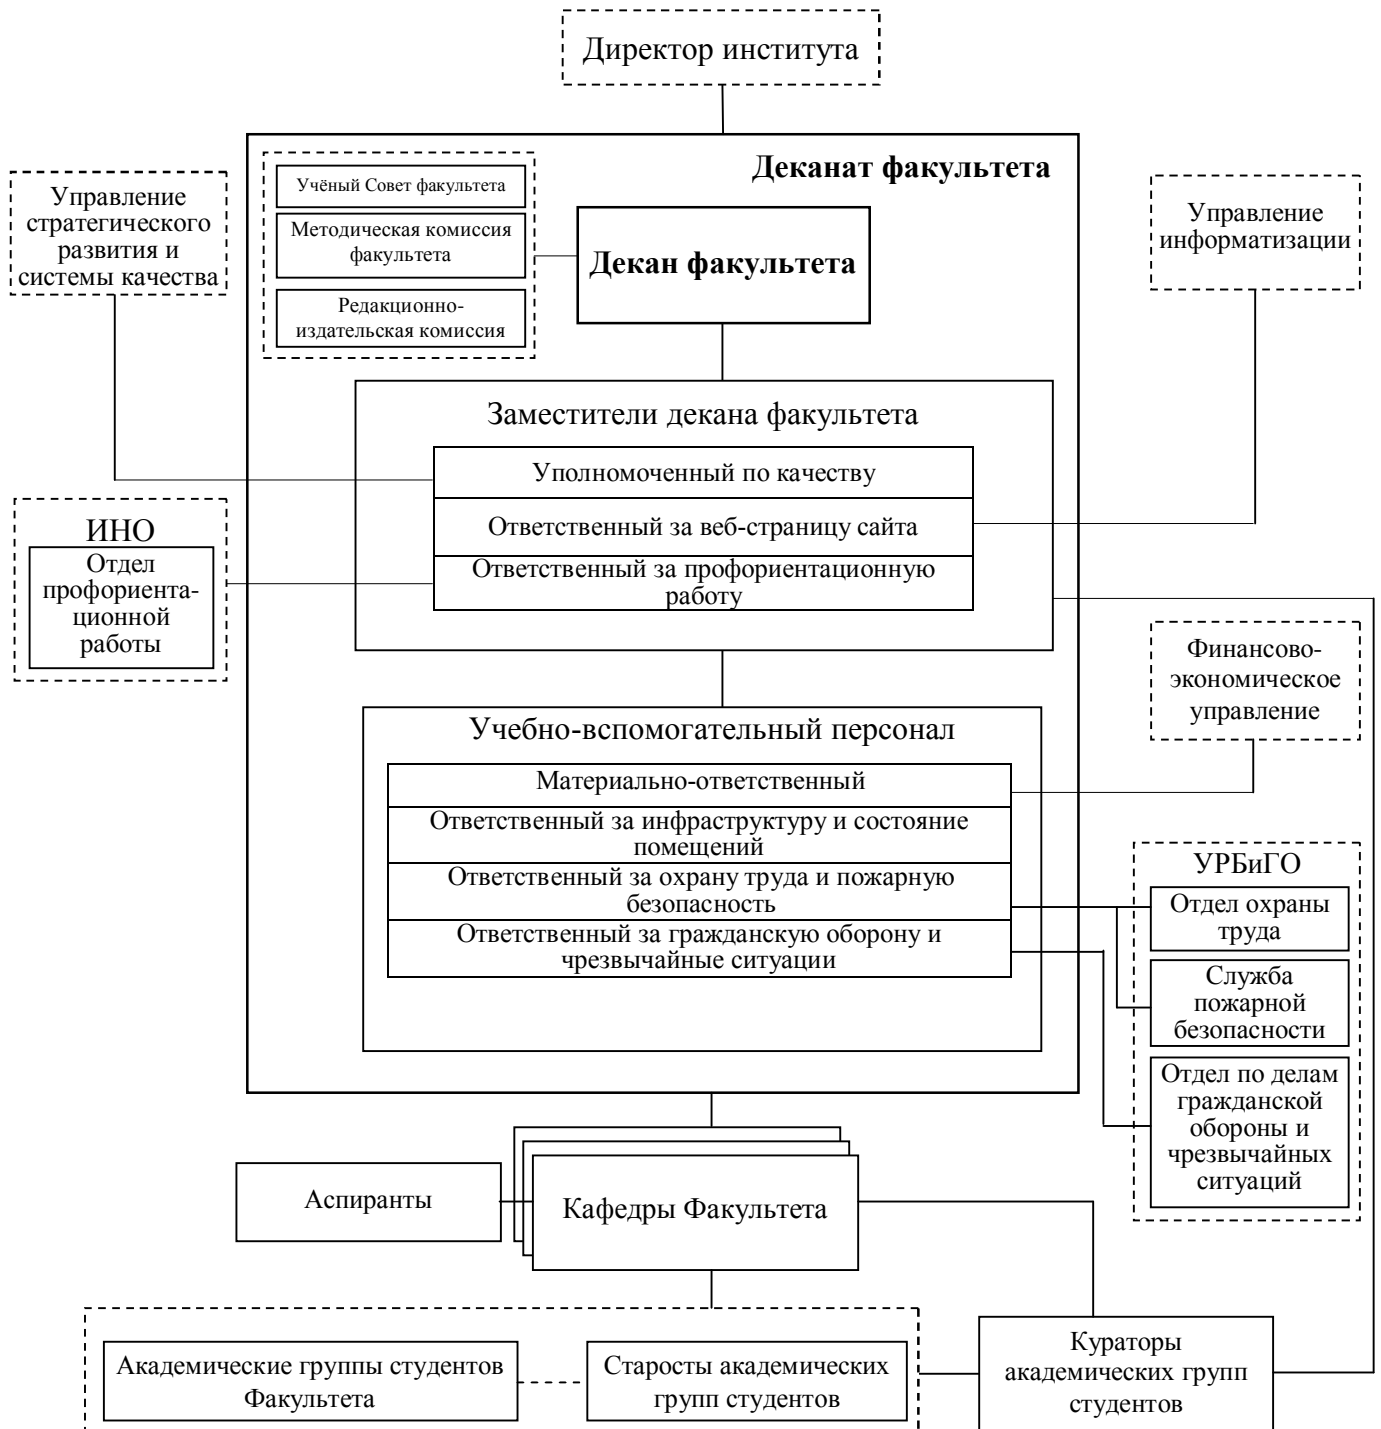 Директор института
Деканат факультета
Учёный Совет факультета
Методическая комиссия
факультета
Редакционно-
издательская комиссия
Декан факультета
Управление
стратегического
развития и
системы качества
Управление
информатизации
Заместители декана факультета
Уполномоченный по качеству
Ответственный за веб-страницу сайта
Ответственный за профориентационную
работу
ИНО
Отдел
профориента-
ционной
работы
Финансово-
экономическое
управление
Учебно-вспомогательный персонал
Материально-ответственный
Ответственный за инфраструктуру и состояние
помещений
Ответственный за охрану труда и пожарную
безопасность
Ответственный за гражданскую оборону и
чрезвычайные ситуации
УРБиГО
Отдел охраны
труда
Служба
пожарной
безопасности
Отдел по делам
гражданской
обороны и
чрезвычайных
ситуаций
Аспиранты
Кафедры Факультета
Академические группы студентов
Факультета
Старосты академических
групп студентов
Кураторы
академических групп
студентов